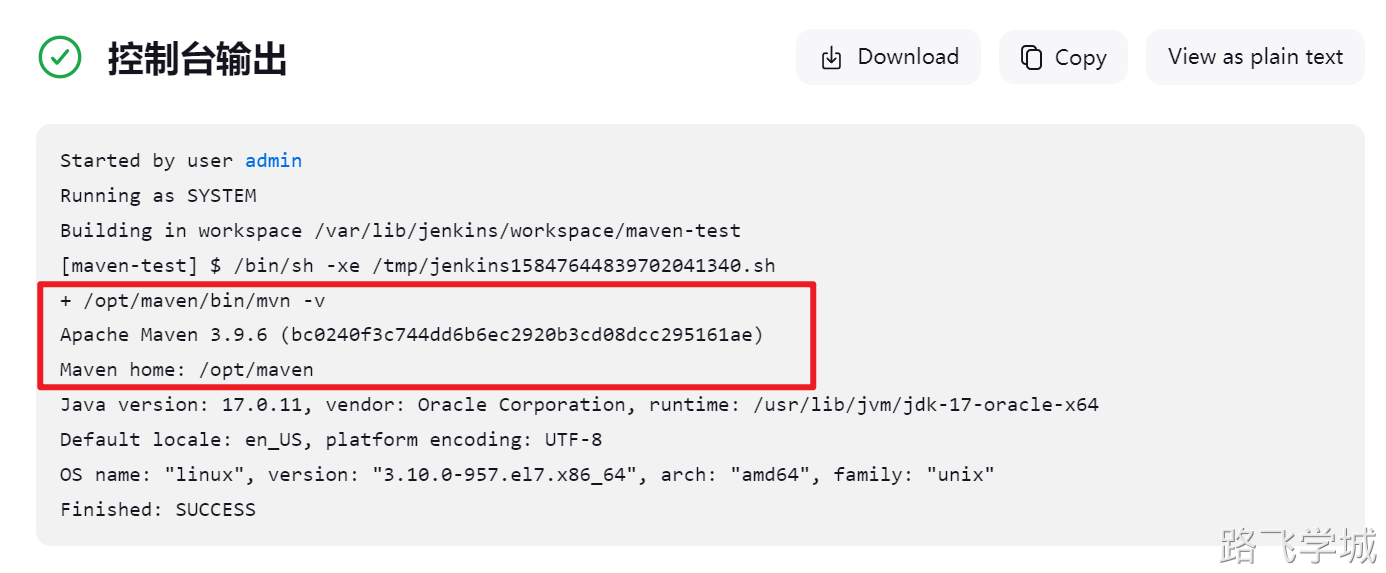 控制台输出
Download
Copy
View as plain text
Started by user admin
Running as SYSTEM
Building in workspace /var/lib/jenkins/workspace/maven-test
[maven-test] $ /bin/sh -xe /tmp/jenkins15847644839702041340.sh
+ /opt/maven/bin/mvn -v
Apache Maven 3.9.6 (bc0240f3c744dd6b6ec2920b3cd08dcc295161ae)
Maven home: /opt/maven
Java version: 17.0.11, vendor: Oracle Corporation, runtime: /usr/lib/jvm/jdk-17-oracle-x64
Default locale: en_US, platform encoding: UTF-8
OS name: "linux", version: "3.10.0-957.el7.x86_64", arch: "amd64", family: "unix"
Finished: SUCCESS
路飞学城